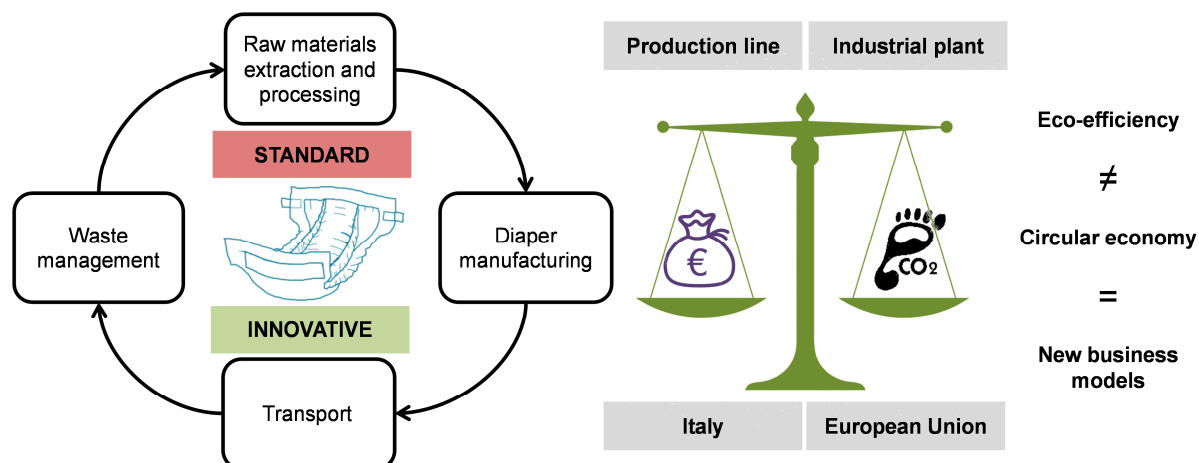 Raw materials
extraction and
processing
STANDARD
Waste
management
Diaper
manufacturing
INNOVATIVE
Transport
Production line
Industrial plant
€
CO2
Italy
European Union
Eco-efficiency
≠
Circular economy
=
New business
models